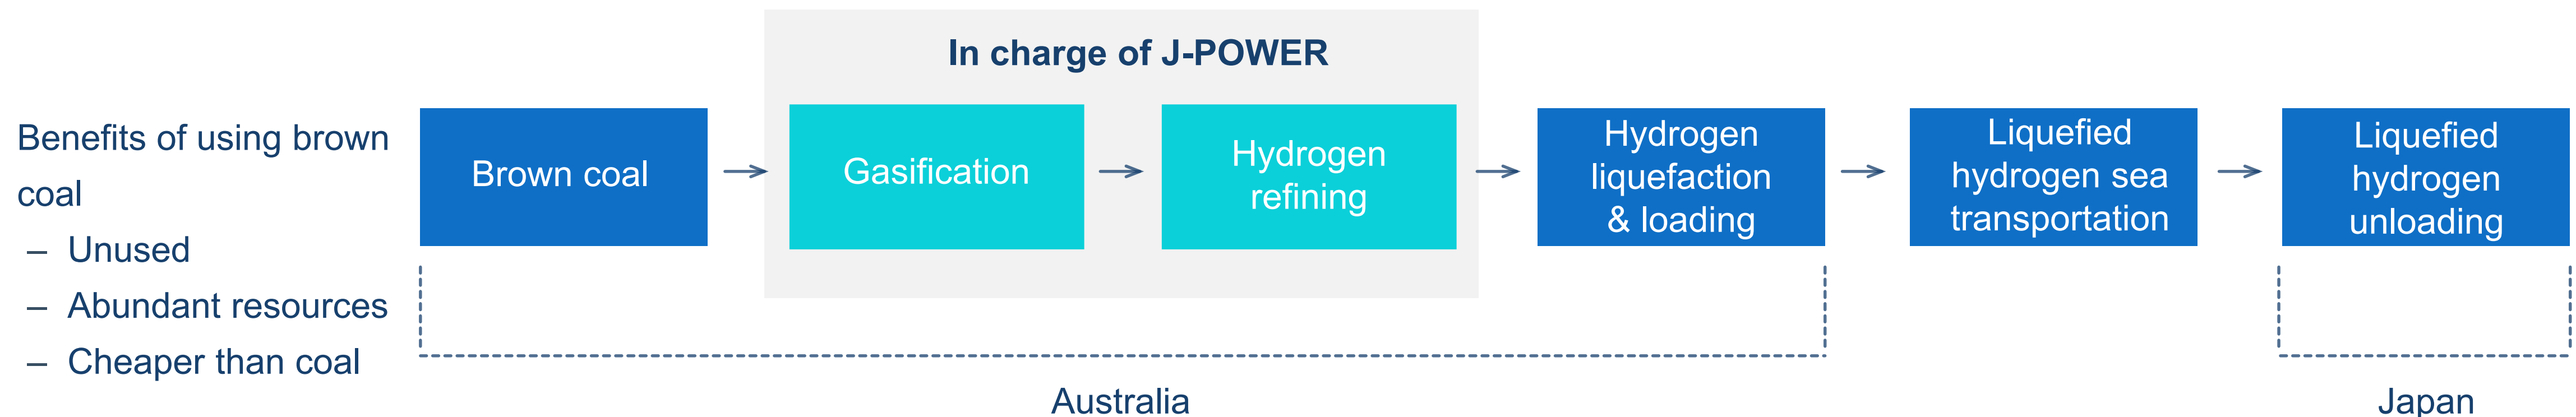 In charge of J-POWER
Benefits of using brown
coal
– Unused
– Abundant resources
– Cheaper than coal
Brown coal
Gasification
Hydrogen
refining
Hydrogen
liquefaction
& loading
Liquefied
hydrogen sea
transportation
Liquefied
hydrogen
unloading
Australia
Japan